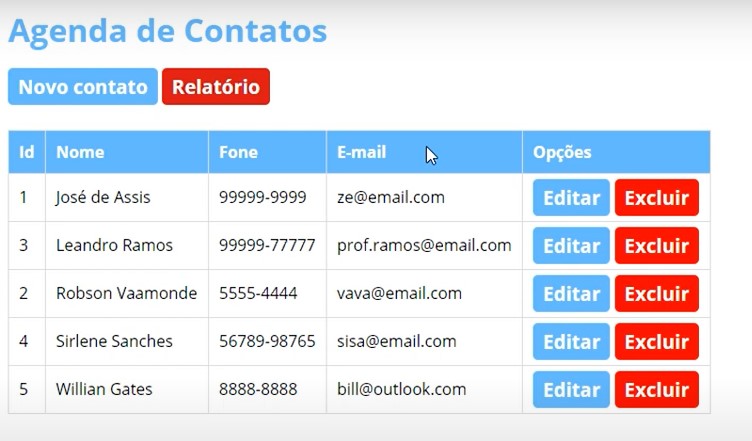 Agenda de Contatos
Novo contato Relatório
Id Nome Fone E-mail Opções
1 José de Assis 99999-9999 ze@email.com Editar Excluir
3 Leandro Ramos 99999-77777 prof.ramos@email.com Editar Excluir
2 Robson Vaamonde 5555-4444 vava@email.com Editar Excluir
4 Sirlene Sanches 56789-98765 sisa@email.com Editar Excluir
5 Willian Gates 8888-8888 bill@outlook.com Editar Excluir